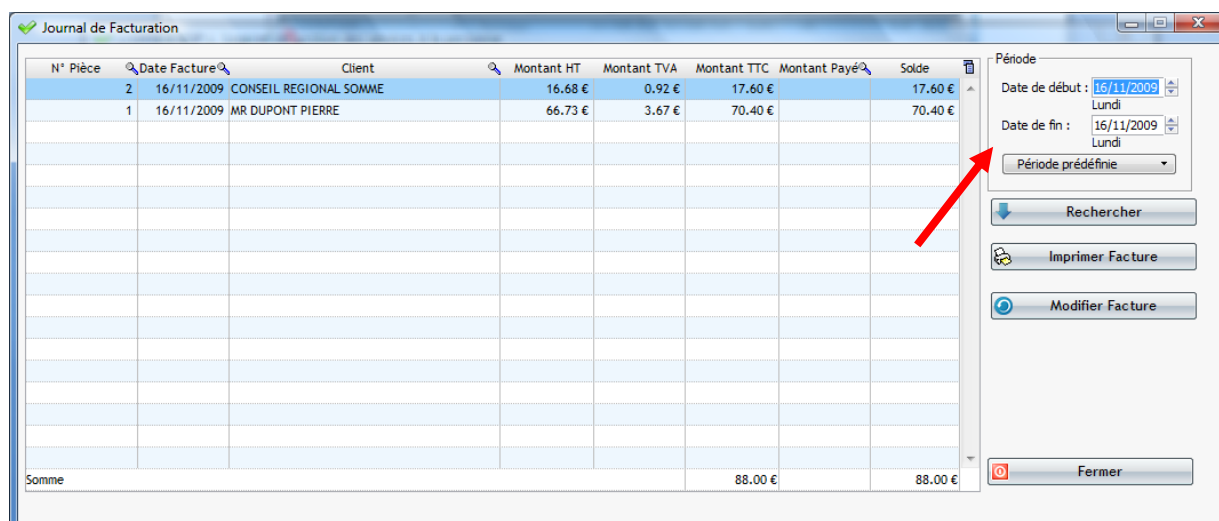 Journal de Facturation
N° Pièce Date Facture Client Montant HT Montant TVA Montant TTC Montant Payé Solde
2 16/11/2009 CONSEIL REGIONAL SOMME 16.68 € 0.92 € 17.60 € 17.60 €
1 16/11/2009 MR DUPONT PIERRE 66.73 € 3.67 € 70.40 € 70.40 €
Somme 88.00 € 88.00 €
Période
Date de début : 16/11/2009
Lundi
Date de fin : 16/11/2009
Lundi
Période prédéfinie
Rechercher
Imprimer Facture
Modifier Facture
Fermer